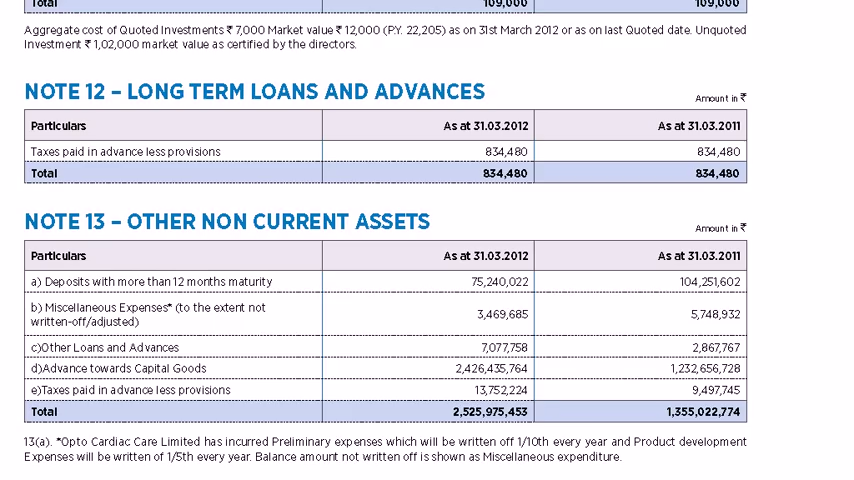 Total 109,000 109,000
Aggregate cost of Quoted Investments ₹ 7,000 Market value ₹ 12,000 (P.Y. 22,205) as on 31st March 2012 or as on last Quoted date. Unquoted
Investment ₹ 1,02,000 market value as certified by the directors.
NOTE 12 – LONG TERM LOANS AND ADVANCES
Amount in ₹
Particulars As at 31.03.2012 As at 31.03.2011
Taxes paid in advance less provisions 834,480 834,480
Total 834,480 834,480
NOTE 13 – OTHER NON CURRENT ASSETS
Amount in ₹
Particulars As at 31.03.2012 As at 31.03.2011
a) Deposits with more than 12 months maturity 75,240,022 104,251,602
b) Miscellaneous Expenses* (to the extent not
written-off/adjusted) 3,469,685 5,748,932
c)Other Loans and Advances 7,077,758 2,867,767
d)Advance towards Capital Goods 2,426,435,764 1,232,656,728
e)Taxes paid in advance less provisions 13,752,224 9,497,745
Total 2,525,975,453 1,355,022,774
13(a). *Opto Cardiac Care Limited has incurred Preliminary expenses which will be written off 1/10th every year and Product development
Expenses will be written of 1/5th every year. Balance amount not written off is shown as Miscellaneous expenditure.